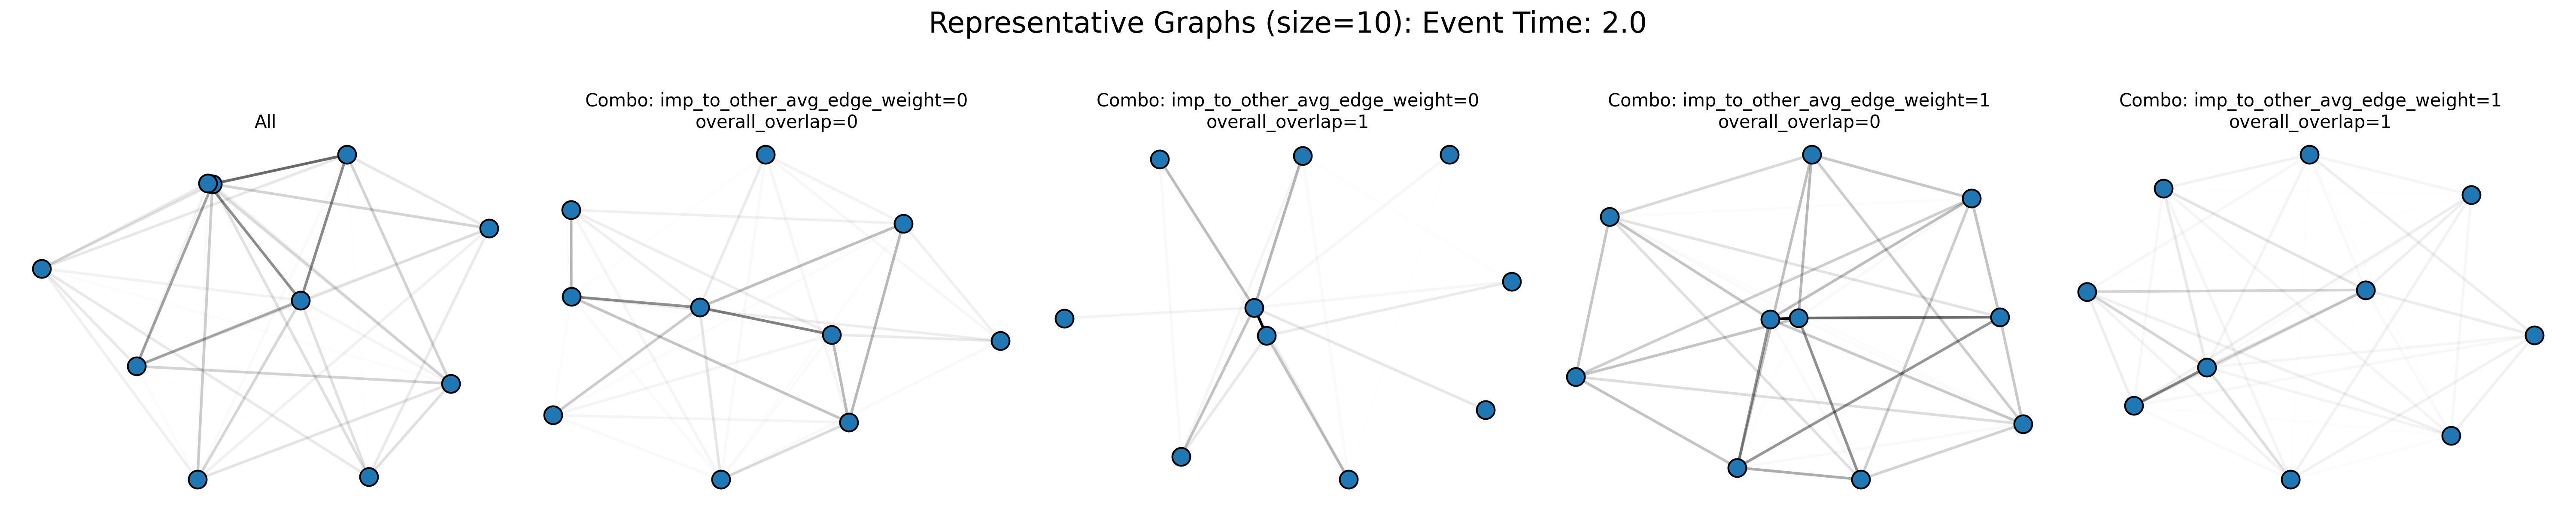 Representative Graphs (size=10): Event Time: 2.0
All
Combo: imp_to_other_avg_edge_weight=0
overall_overlap=0
Combo: imp_to_other_avg_edge_weight=0
overall_overlap=1
Combo: imp_to_other_avg_edge_weight=1
overall_overlap=0
Combo: imp_to_other_avg_edge_weight=1
overall_overlap=1